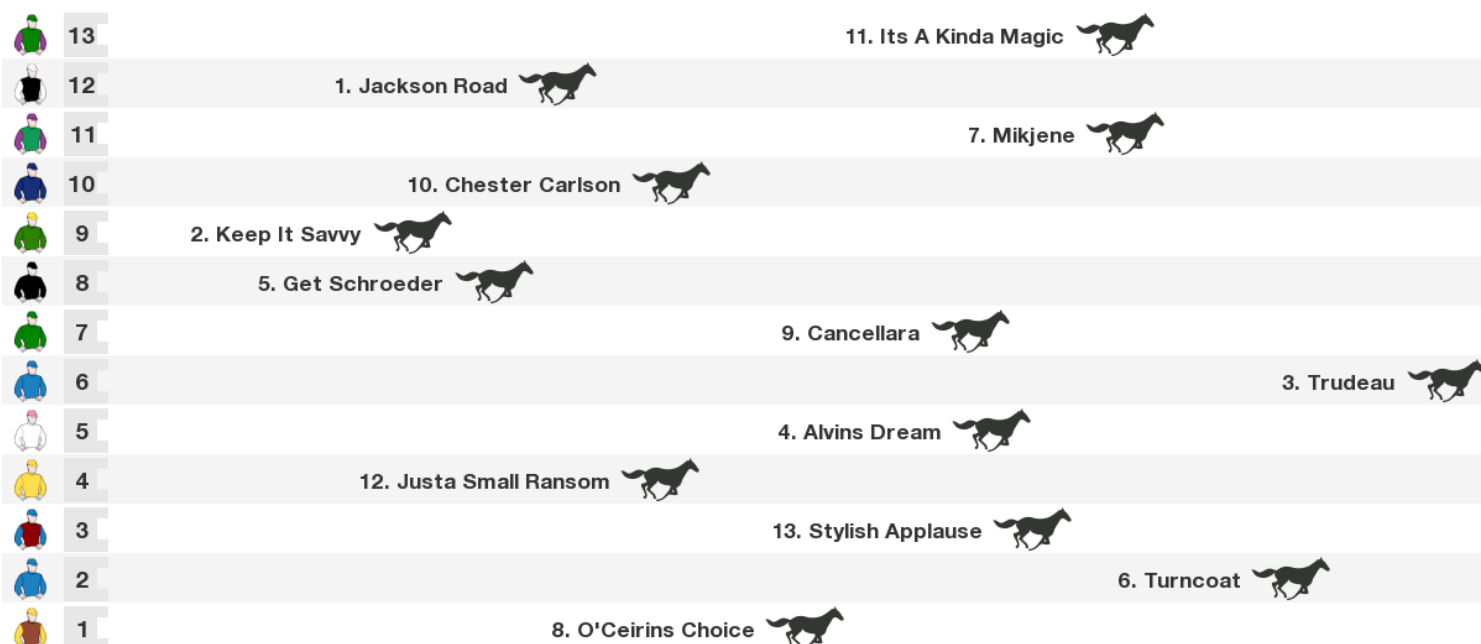 13 11. Its A Kinda Magic
12 1. Jackson Road
11 7. Mikjene
10 10. Chester Carlson
9 2. Keep It Savvy
8 5. Get Schroeder
7 9. Cancellara
6 3. Trudeau
5 4. Alvins Dream
4 12. Justa Small Ransom
3 13. Stylish Applause
2 6. Turncoat
1 8. O'Ceirins Choice